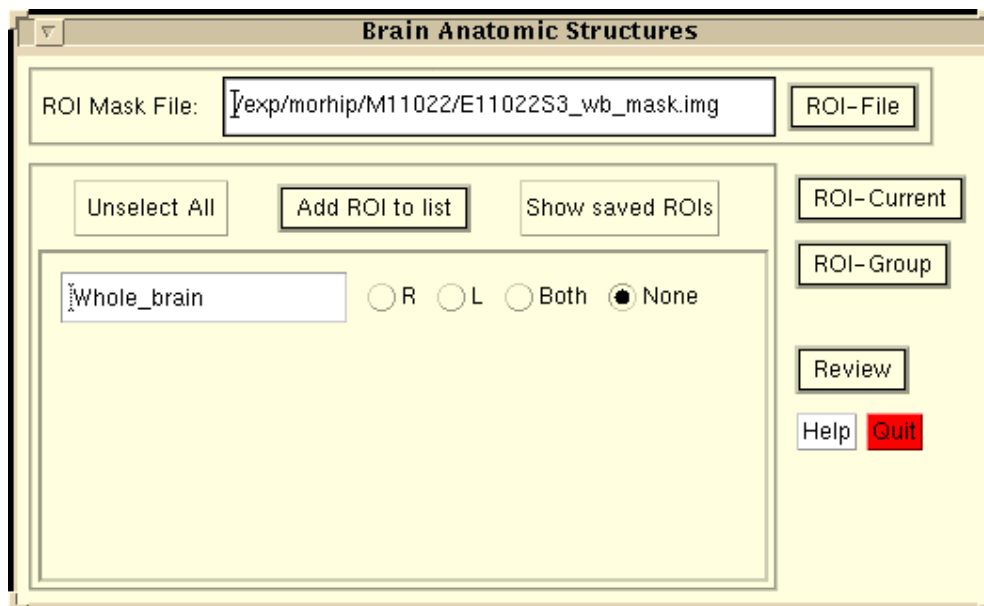 Brain Anatomic Structures
ROI Mask File: /exp/morhip/M11022/E11022S3_wb_mask.img ROI-File
Unselect All Add ROI to list Show saved ROIs ROI-Current
ROI-Group
Whole_brain R L Both None
Review
Help Quit